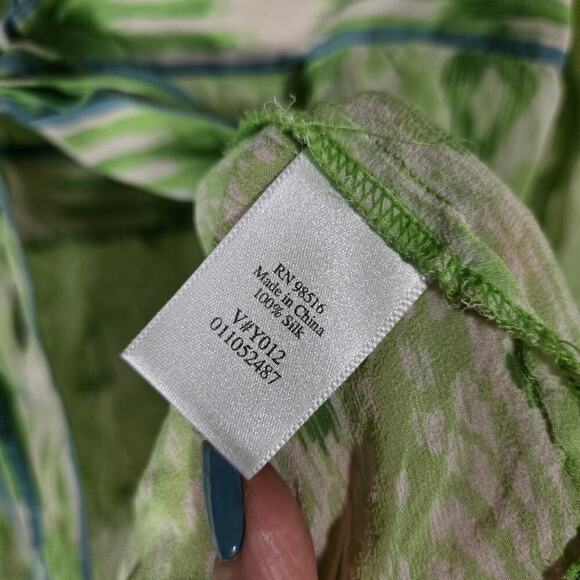 RN 98516
Made in China
100% Silk
V#Y012
011052487